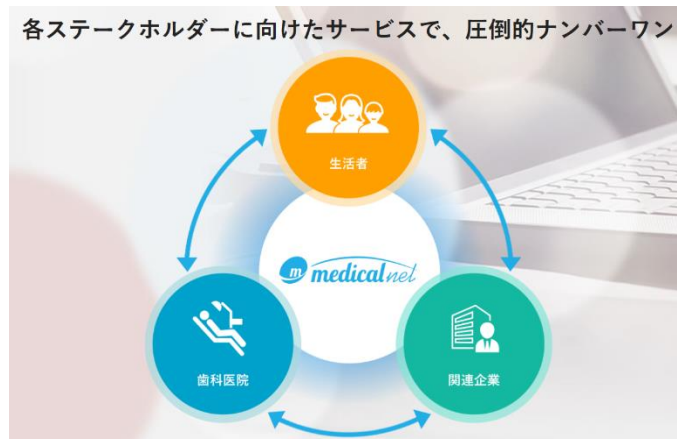 各ステークホルダーに向けたサービスで、圧倒的ナンバーワン
生活者
m medical net
歯科医院
関連企業